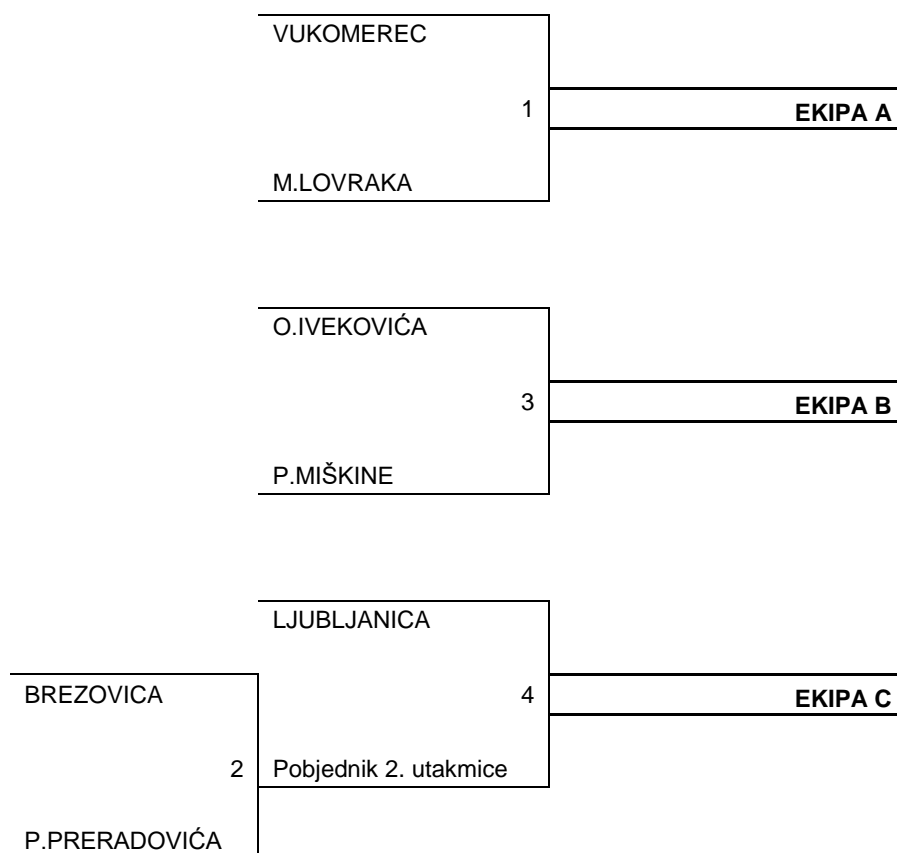 VUKOMEREC
1
EKIPA A
M.LOVRAKA
O.IVEKOVIĆA
3
EKIPA B
P.MIŠKINE
LJUBLJANICA
BREZOVICA
4
EKIPA C
2
Pobjednik 2. utakmice
P.PRERADOVIĆA